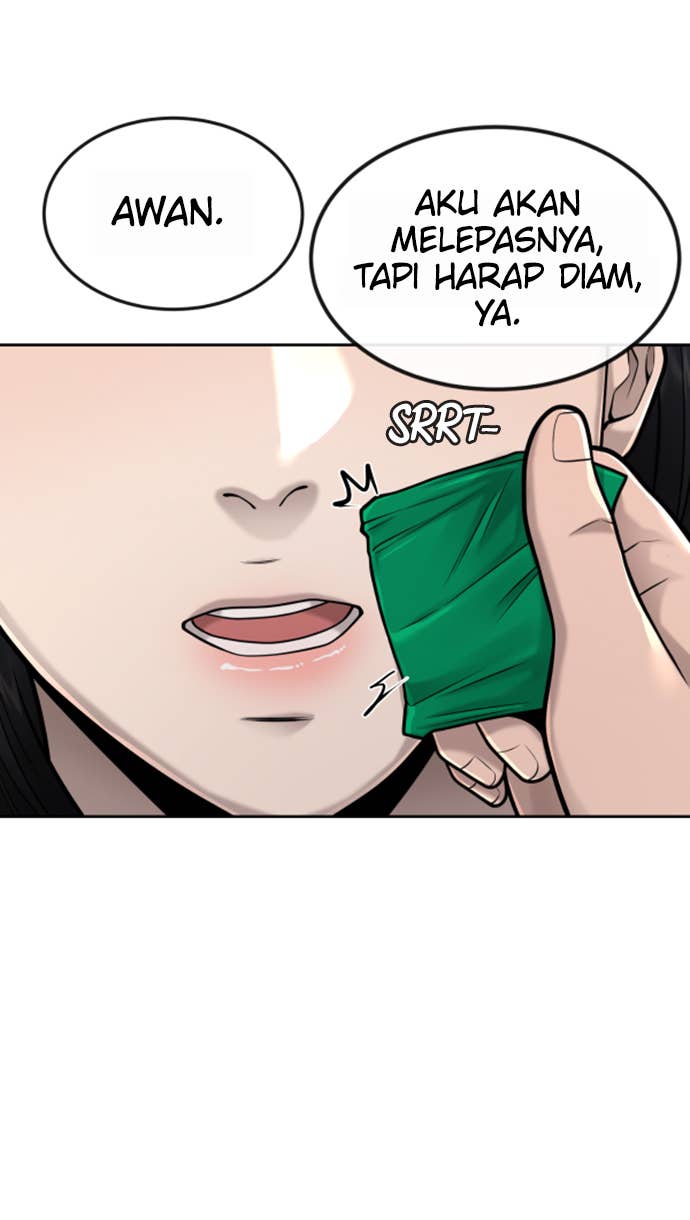 AWAN.
AKU AKAN
MELEPASNYA,
TAPI HARAP DIAM,
YA.
SRRT-